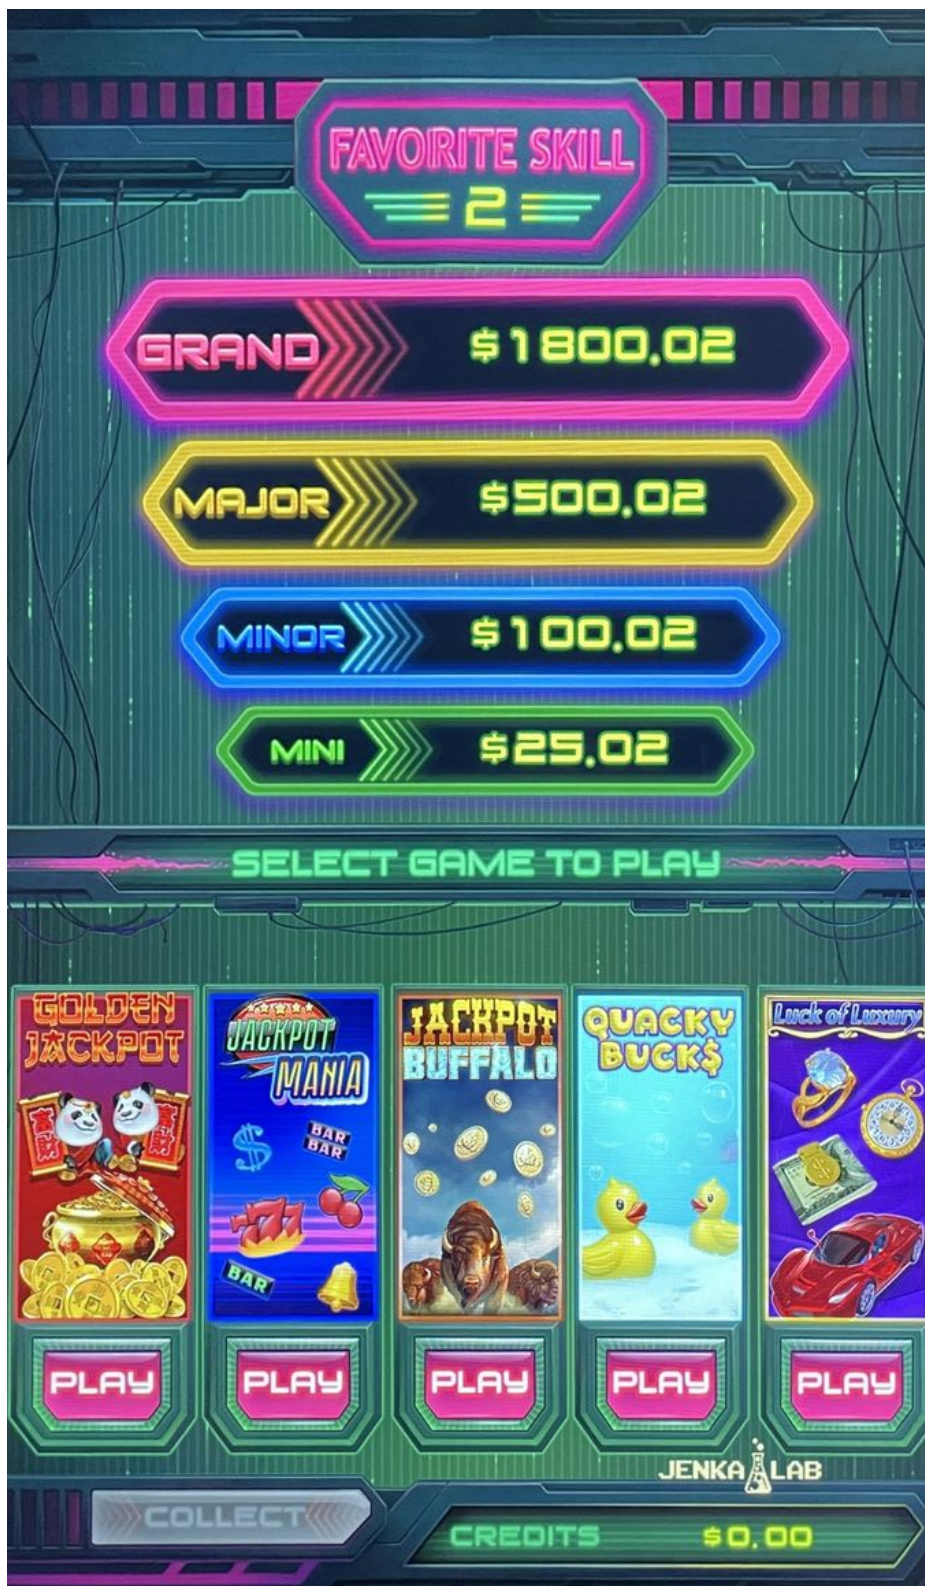 FAVORITE SKILL
2
GRAND $1800.02
MAJOR $500.02
MINOR $100.02
MINI $25.02
SELECT GAME TO PLAY
GOLDEN
JACKPOT
JACKPOT
MANIA
BAR
BAR
777
BAR
JACKPOT
BUFFALO
QUACKY
BUCK$
Luck of Luxury
PLAY PLAY PLAY PLAY PLAY
JENKA LAB
COLLECT
CREDITS $0.00